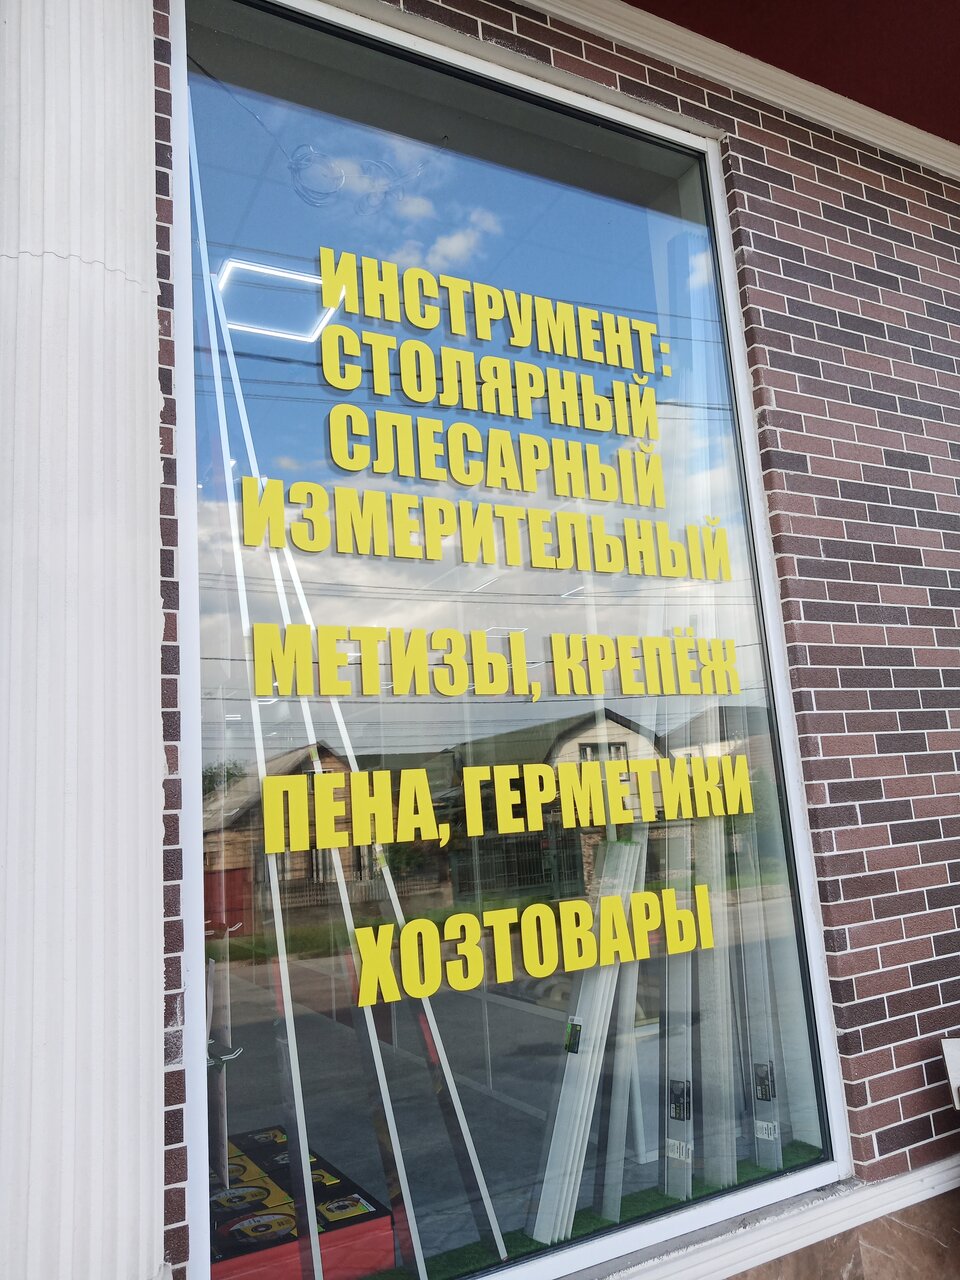 ИНСТРУМЕНТ:
СТОЛЯРНЫЙ
СЛЕСАРНЫЙ
ИЗМЕРИТЕЛЬНЫЙ
МЕТИЗЫ, КРЕПЁЖ
ПЕНА, ГЕРМЕТИКИ
ХОЗТОВАРЫ